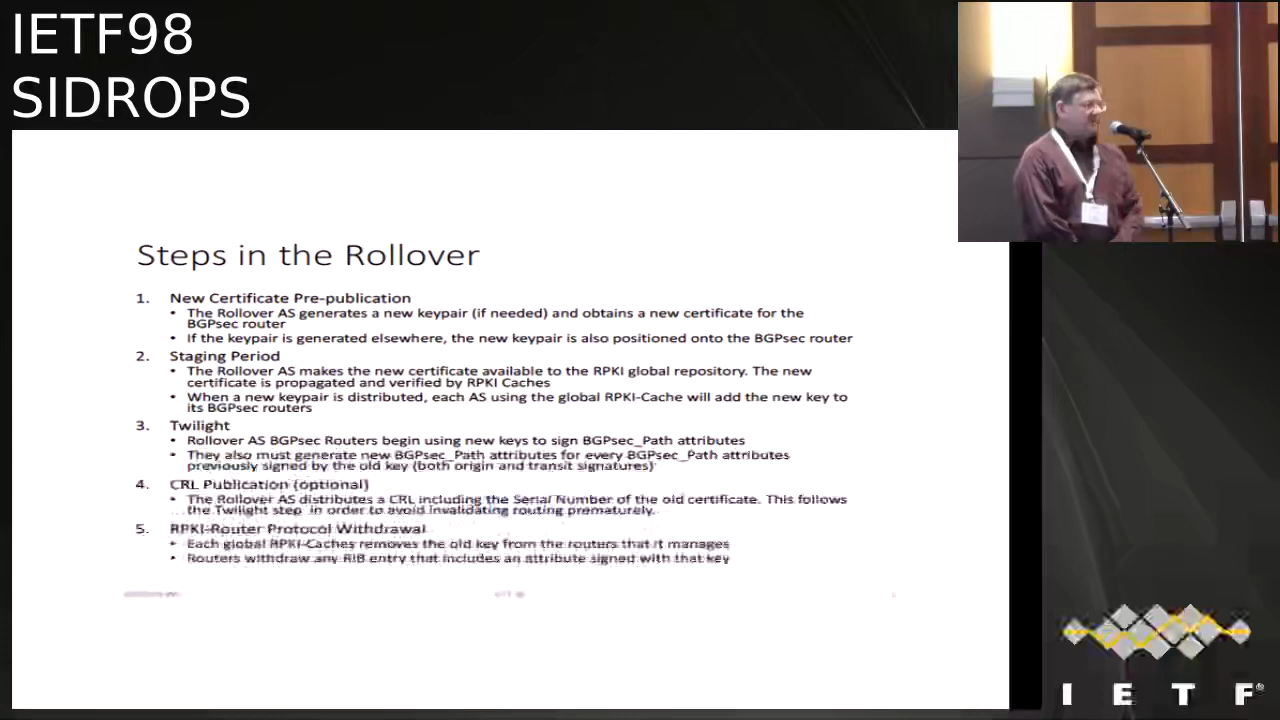 IETF98
SIDROPS
Steps in the Rollover
1. New Certificate Pre-publication
• The Rollover AS generates a new keypair (if needed) and obtains a new certificate for the
BGPsec router
• If the keypair is generated elsewhere, the new keypair is also positioned onto the BGPsec router
2. Staging Period
• The Rollover AS makes the new certificate available to the RPKI global repository. The new
certificate is propagated and verified by RPKI Caches
• When a new keypair is distributed, each AS using the global RPKI-Cache will add the new key to
its BGPsec routers
3. Twilight
• Rollover AS BGPsec Routers begin using new keys to sign BGPsec_Path attributes
• They also must generate new BGPsec_Path attributes for every BGPsec_Path attributes
previously signed by the old key (both origin and transit signatures)
4. CRL Publication (optional)
• The Rollover AS distributes a CRL including the Serial Number of the old certificate. This follows
the Twilight step in order to avoid invalidating routing prematurely.
5. RPKI-Router Protocol Withdrawal
• Each global RPKI-Caches removes the old key from the routers that it manages
• Routers withdraw any RIB entry that includes an attribute signed with that key
I E T F®